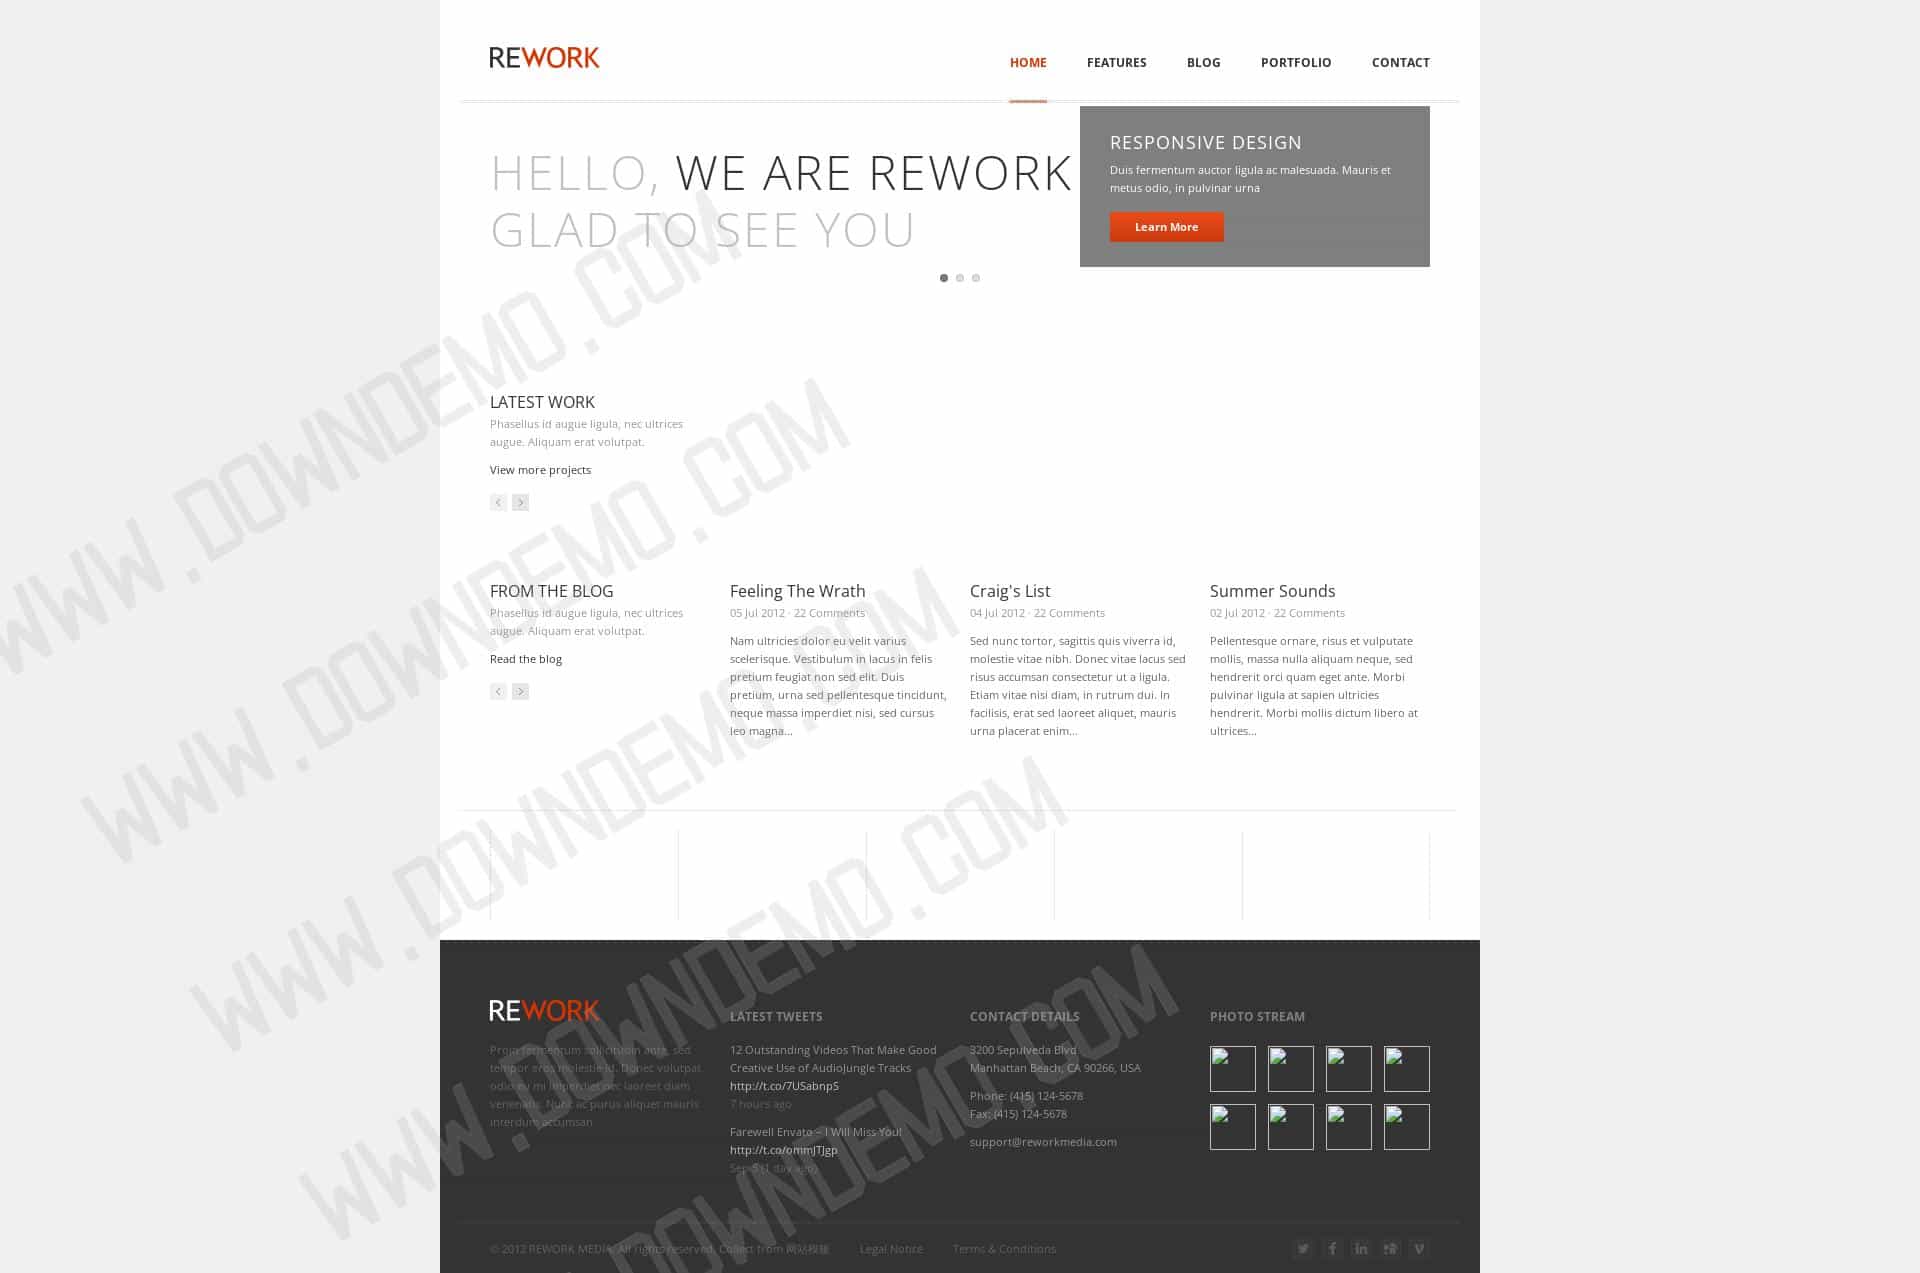 REWORK
HOME FEATURES BLOG PORTFOLIO CONTACT
HELLO, WE ARE REWORK
GLAD TO SEE YOU
RESPONSIVE DESIGN
Duis fermentum auctor ligula ac malesuada. Mauris et
metus odio, in pulvinar urna
Learn More
LATEST WORK
Phasellus id augue ligula, nec ultrices
augue. Aliquam erat volutpat.
View more projects
FROM THE BLOG
Phasellus id augue ligula, nec ultrices
augue. Aliquam erat volutpat.
Read the blog
Feeling The Wrath
05 Jul 2012 · 22 Comments
Nam ultricies dolor eu velit varius
scelerisque. Vestibulum in lacus in felis
pretium feugiat non sed elit. Duis
pretium, urna sed pellentesque tincidunt,
neque massa imperdiet nisi, sed cursus
leo magna...
Craig's List
04 Jul 2012 · 22 Comments
Sed nunc tortor, sagittis quis viverra id,
molestie vitae nibh. Donec vitae lacus sed
risus accumsan consectetur ut a ligula.
Etiam vitae nisi diam, in rutrum dui. In
facilisis, erat sed laoreet aliquet, mauris
urna placerat enim...
Summer Sounds
02 Jul 2012 · 22 Comments
Pellentesque ornare, risus et vulputate
mollis, massa nulla aliquam neque, sed
hendrerit orci quam eget ante. Morbi
pulvinar ligula at sapien ultricies
hendrerit. Morbi mollis dictum libero at
ultrices...
REWORK
Proin fermentum sollicitudin ante, sed
tempor eros molestie id. Donec volutpat
odio eu mi imperdiet nec laoreet diam
venenatis. Nunc ac purus aliquet mauris
interdum accumsan
LATEST TWEETS
12 Outstanding Videos That Make Good
Creative Use of AudioJungle Tracks
http://t.co/7USabnpS
7 hours ago
Farewell Envato – I Will Miss You!
http://t.co/ommJTJgp
Sep 5 (1 day ago)
CONTACT DETAILS
3200 Sepulveda Blvd
Manhattan Beach, CA 90266, USA
Phone: (415) 124-5678
Fax: (415) 124-5678
support@reworkmedia.com
PHOTO STREAM
© 2012 REWORK MEDIA. All rights reserved. Collect from 网站模板
Legal Notice
Terms & Conditions
WWW.DOWNDEMO.COM
WWW.DOWNDEMO.COM
WWW.DOWNDEMO.COM
WWW.DOWNDEMO.COM
DOWNDEMO.COM